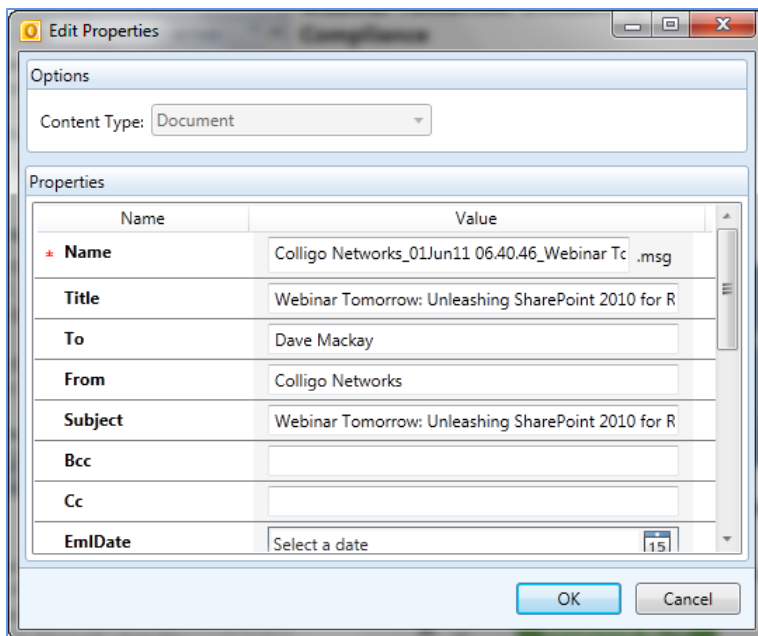 Edit Properties
Compliance
Options
Content Type: Document
Properties
Name Value
* Name Colligo Networks_01Jun11 06.40.46_Webinar Tc .msg
Title Webinar Tomorrow: Unleashing SharePoint 2010 for R
To Dave Mackay
From Colligo Networks
Subject Webinar Tomorrow: Unleashing SharePoint 2010 for R
Bcc
Cc
EmlDate Select a date 15
OK Cancel